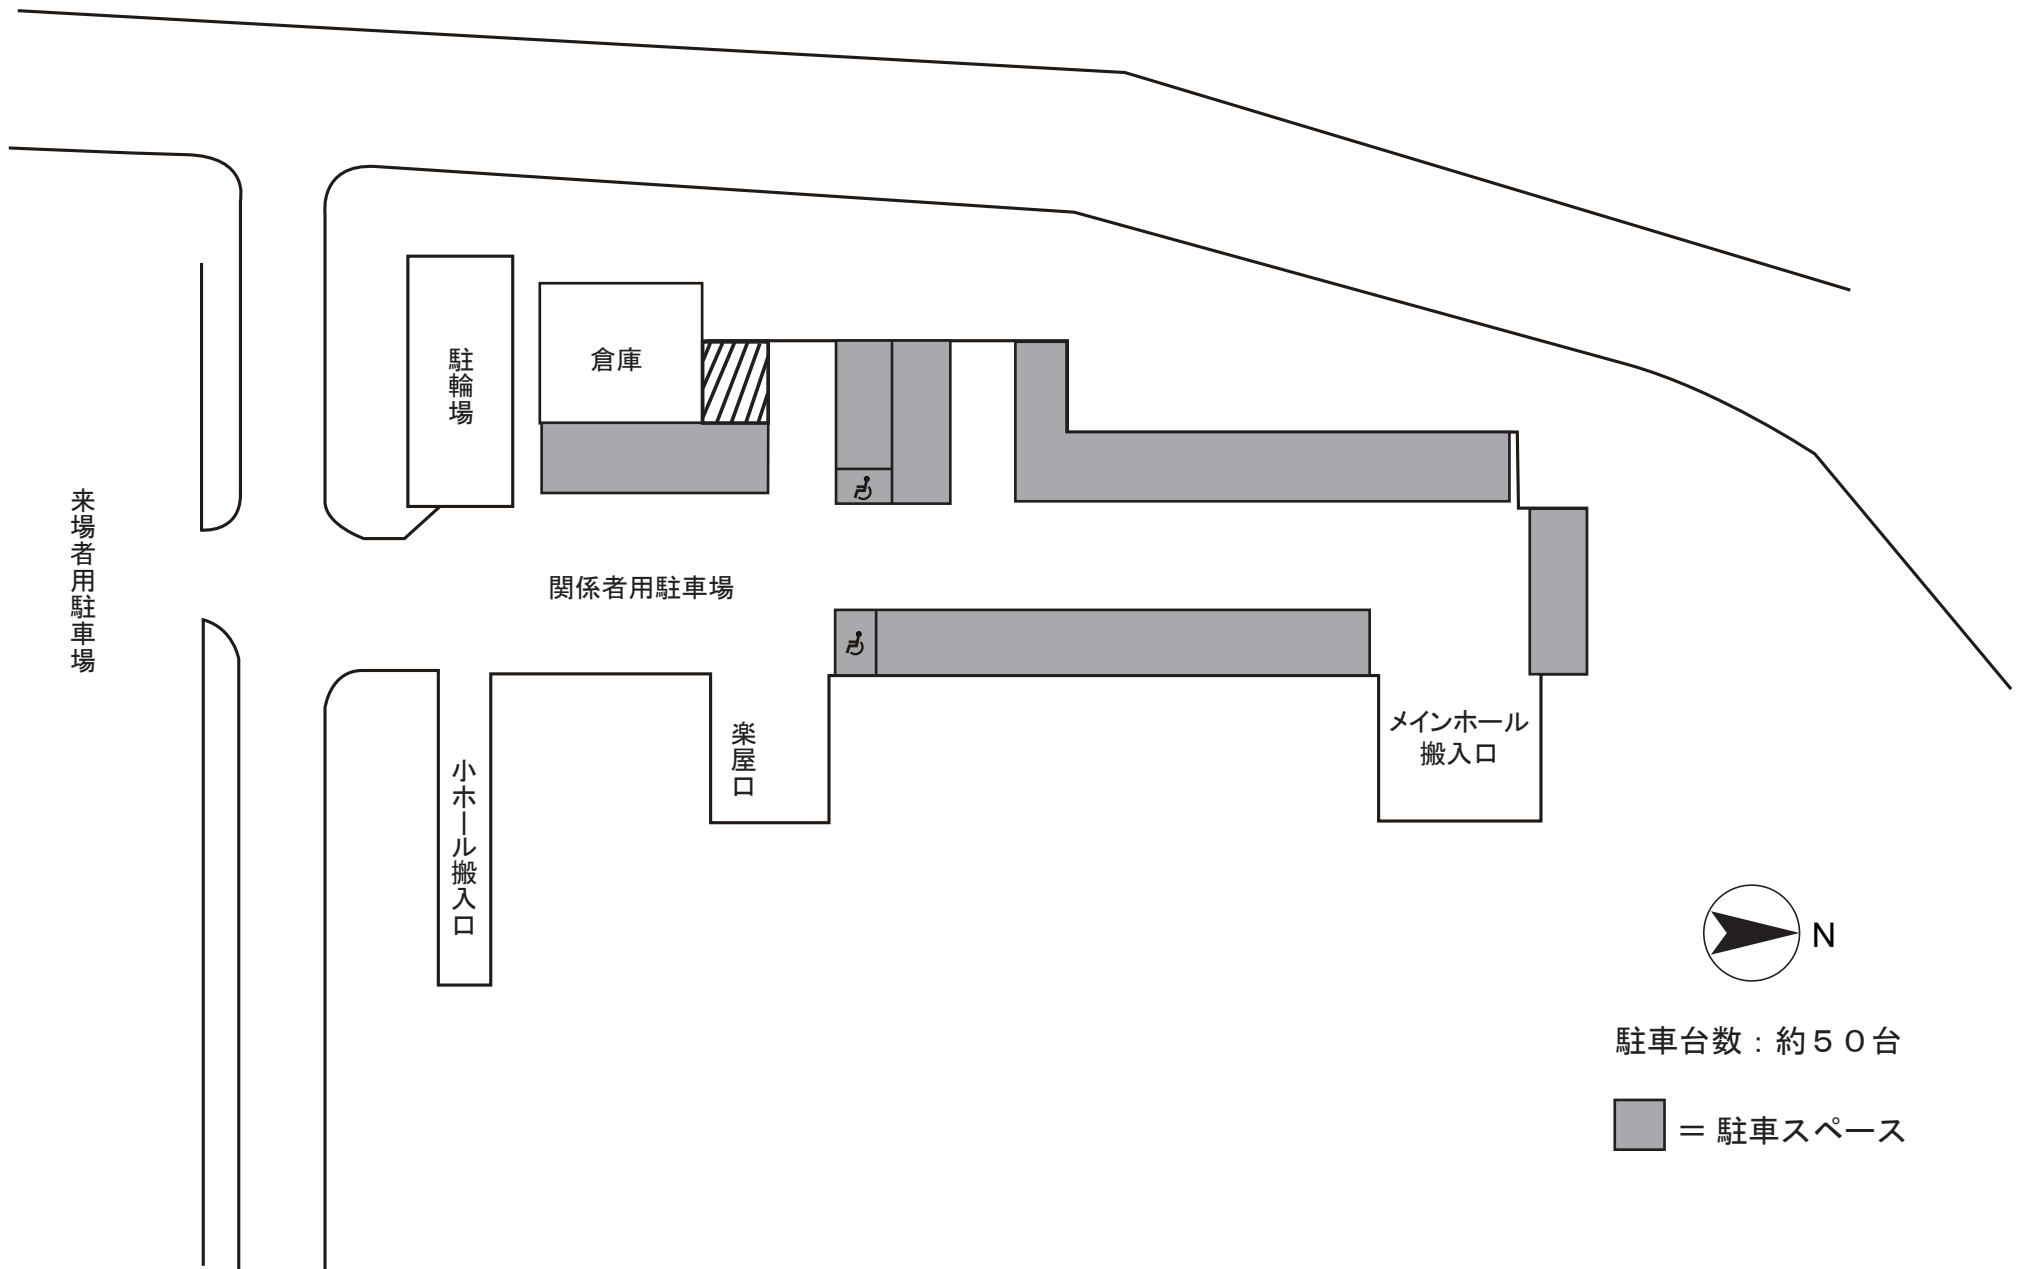 駐輪場
倉庫
来場者用駐車場
関係者用駐車場
小ホール搬入口
楽屋口
メインホール
搬入口
N
駐車台数：約５０台
＝ 駐車スペース